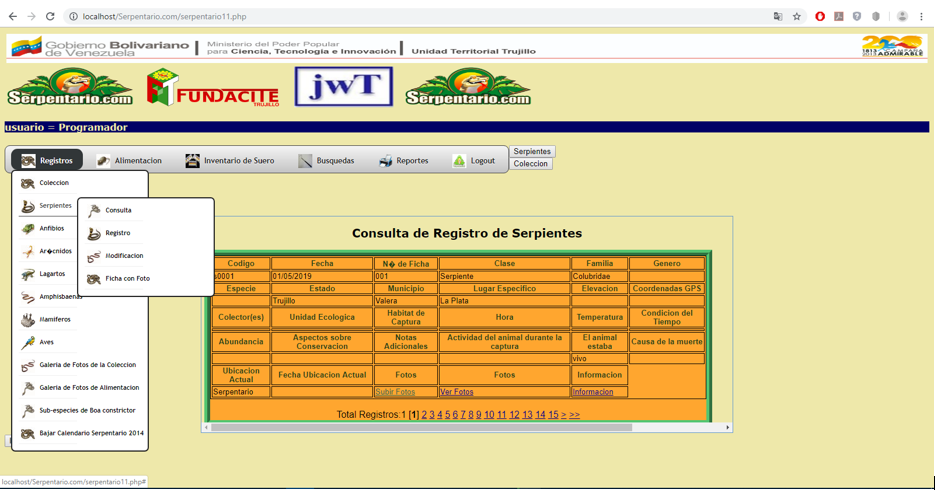 localhost/Serpentario.com/serpentario11.php
Gobierno Bolivariano
de Venezuela
Ministerio del Poder Popular
para Ciencia, Tecnología e Innovación
Unidad Territorial Trujillo
200
ADMIRABLE
Serpentario.com
FUNDACITE
TRUJILLO
jwT
Serpentario.com
usuario = Programador
Registros
Alimentacion
Inventario de Suero
Busquedas
Reportes
Logout
Serpientes
Coleccion
Coleccion
Serpientes
Anfibios
Ar�cnidos
Lagartos
Amphisbaenas
Mamiferos
Aves
Galeria de Fotos de la Coleccion
Galeria de Fotos de Alimentacion
Sub-especies de Boa constrictor
Bajar Calendario Serpentario 2014
Consulta
Registro
Modificacion
Ficha con Foto
Consulta de Registro de Serpientes
Codigo Fecha N� de Ficha Clase Familia Genero
s0001 01/05/2019 001 Serpiente Colubridae
Especie Estado Municipio Lugar Especifico Elevacion Coordenadas GPS
Trujillo Valera La Plata
Colector(es) Unidad Ecologica Habitat de Captura Hora Temperatura Condicion del Tiempo
Abundancia Aspectos sobre Conservacion Notas Adicionales Actividad del animal durante la captura El animal estaba Causa de la muerte
vivo
Ubicacion Actual Fecha Ubicacion Actual Fotos Fotos Informacion
Serpentario Subir Fotos Ver Fotos Informacion
Total Registros:1 [1] 2 3 4 5 6 7 8 9 10 11 12 13 14 15 > >>
localhost/Serpentario.com/serpentario11.php#